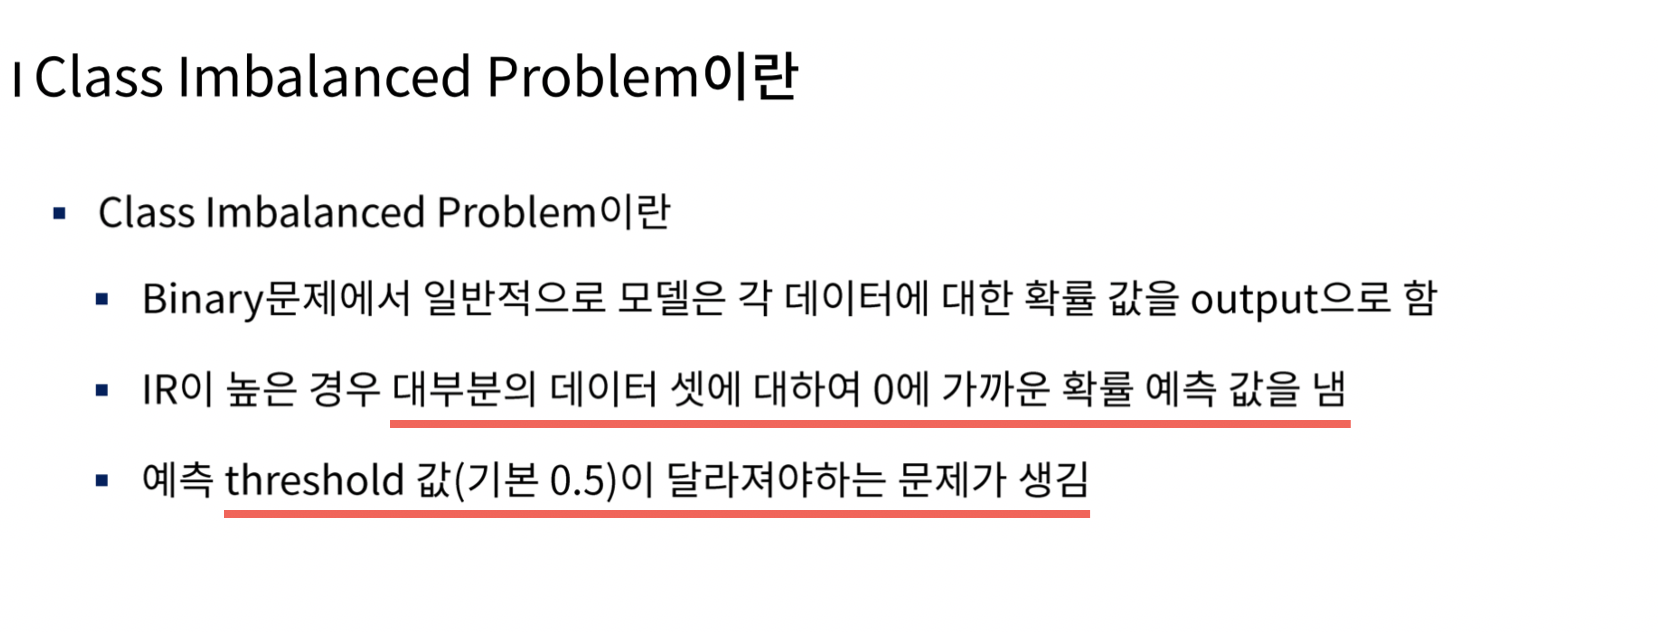 Class Imbalanced Problem이란
Class Imbalanced Problem이란
Binary문제에서 일반적으로 모델은 각 데이터에 대한 확률 값을 output으로 함
IR이 높은 경우 대부분의 데이터 셋에 대하여 0에 가까운 확률 예측 값을 냄
예측 threshold 값(기본 0.5)이 달라져야하는 문제가 생김